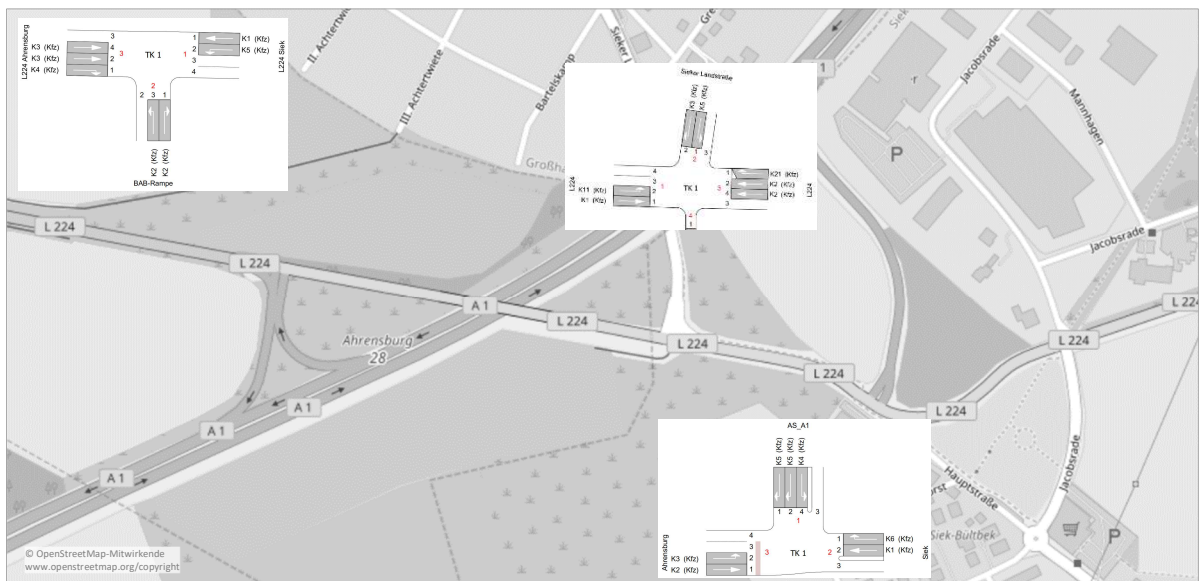 L224 Ahrensburg
K3 (Kfz)
K3 (Kfz)
K4 (Kfz)
3
4
2
1
3
TK 1
1
1
2
3
4
K1 (Kfz)
K5 (Kfz)
L224 Siek
2
2 3 1
K2 (Kfz)
K2 (Kfz)
BAB-Rampe
II. Achtertwiete
III. Achtertwiete
Bartelskamp
Sieker
Großh
Siek
Jacobsrade
Mannhagen
P
Jacobsrade
Sieker Landstraße
K3 (Kfz)
K5 (Kfz)
2 1 3
2
L224
K11 (Kfz)
K1 (Kfz)
4
3
2
1
TK 1
3
1
2
4
3
K21 (Kfz)
K2 (Kfz)
K2 (Kfz)
L224
1
L 224
L 224
A 1
L 224
L 224
L 224
L 224
L 224
Ahrensburg
28
A 1
A 1
A 1
Jacobsrade
Hauptstraße
Siek-Bültbek
P
AS_A1
K5 (Kfz)
K5 (Kfz)
K4 (Kfz)
1 2 4 3
1
Ahrensburg
K3 (Kfz)
K2 (Kfz)
4
3
2
1
3
TK 1
2
1
2
3
K6 (Kfz)
K1 (Kfz)
Siek
© OpenStreetMap-Mitwirkende
www.openstreetmap.org/copyright